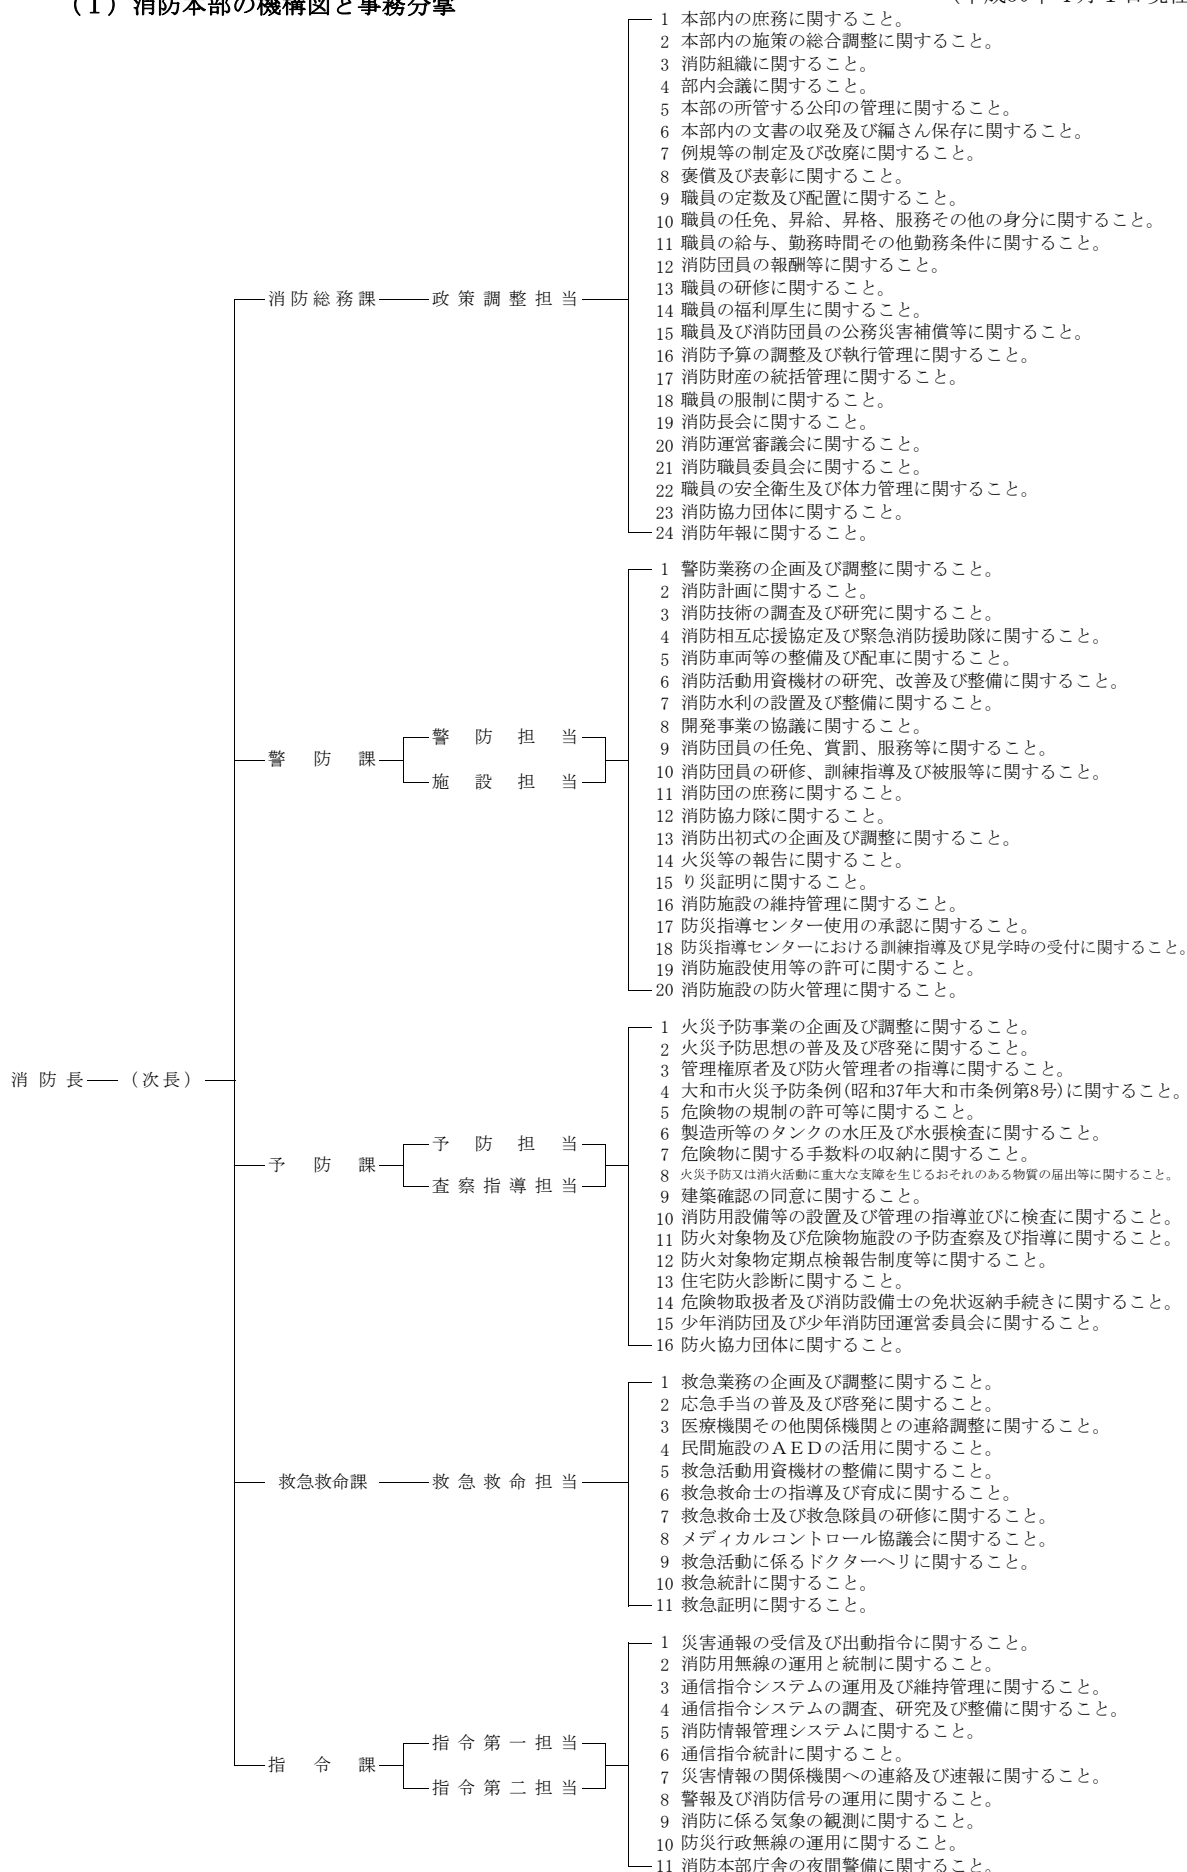 （１）消防本部の機構図と事務分掌
1 本部内の庶務に関すること。
2 本部内の施策の総合調整に関すること。
3 消防組織に関すること。
4 部内会議に関すること。
5 本部の所管する公印の管理に関すること。
6 本部内の文書の収発及び編さん保存に関すること。
7 例規等の制定及び改廃に関すること。
8 褒償及び表彰に関すること。
9 職員の定数及び配置に関すること。
10 職員の任免、昇給、昇格、服務その他の身分に関すること。
11 職員の給与、勤務時間その他勤務条件に関すること。
12 消防団員の報酬等に関すること。
13 職員の研修に関すること。
消防総務課 政策調整担当
14 職員の福利厚生に関すること。
15 職員及び消防団員の公務災害補償等に関すること。
16 消防予算の調整及び執行管理に関すること。
17 消防財産の統括管理に関すること。
18 職員の服制に関すること。
19 消防長会に関すること。
20 消防運営審議会に関すること。
21 消防職員委員会に関すること。
22 職員の安全衛生及び体力管理に関すること。
23 消防協力団体に関すること。
24 消防年報に関すること。
1 警防業務の企画及び調整に関すること。
2 消防計画に関すること。
3 消防技術の調査及び研究に関すること。
4 消防相互応援協定及び緊急消防援助隊に関すること。
5 消防車両等の整備及び配車に関すること。
6 消防活動用資機材の研究、改善及び整備に関すること。
7 消防水利の設置及び整備に関すること。
8 開発事業の協議に関すること。
警防担当
9 消防団員の任免、賞罰、服務等に関すること。
警防課
10 消防団員の研修、訓練指導及び被服等に関すること。
施設担当
11 消防団の庶務に関すること。
12 消防協力隊に関すること。
13 消防出初式の企画及び調整に関すること。
14 火災等の報告に関すること。
15 り災証明に関すること。
16 消防施設の維持管理に関すること。
17 防災指導センター使用の承認に関すること。
18 防災指導センターにおける訓練指導及び見学時の受付に関すること。
19 消防施設使用等の許可に関すること。
20 消防施設の防火管理に関すること。
1 火災予防事業の企画及び調整に関すること。
2 火災予防思想の普及及び啓発に関すること。
3 管理権原者及び防火管理者の指導に関すること。
消防長 （次長）
4 大和市火災予防条例(昭和37年大和市条例第8号)に関すること。
5 危険物の規制の許可等に関すること。
6 製造所等のタンクの水圧及び水張検査に関すること。
予防担当
7 危険物に関する手数料の収納に関すること。
予防課
8 火災予防又は消火活動に重大な支障を生じるおそれのある物質の届出等に関すること。
査察指導担当
9 建築確認の同意に関すること。
10 消防用設備等の設置及び管理の指導並びに検査に関すること。
11 防火対象物及び危険物施設の予防査察及び指導に関すること。
12 防火対象物定期点検報告制度等に関すること。
13 住宅防火診断に関すること。
14 危険物取扱者及び消防設備士の免状返納手続きに関すること。
15 少年消防団及び少年消防団運営委員会に関すること。
16 防火協力団体に関すること。
1 救急業務の企画及び調整に関すること。
2 応急手当の普及及び啓発に関すること。
3 医療機関その他関係機関との連絡調整に関すること。
4 民間施設のＡＥＤの活用に関すること。
5 救急活動用資機材の整備に関すること。
救急救命課 救急救命担当
6 救急救命士の指導及び育成に関すること。
7 救急救命士及び救急隊員の研修に関すること。
8 メディカルコントロール協議会に関すること。
9 救急活動に係るドクターヘリに関すること。
10 救急統計に関すること。
11 救急証明に関すること。
1 災害通報の受信及び出動指令に関すること。
2 消防用無線の運用と統制に関すること。
3 通信指令システムの運用及び維持管理に関すること。
4 通信指令システムの調査、研究及び整備に関すること。
5 消防情報管理システムに関すること。
指令第一担当
6 通信指令統計に関すること。
指令課
7 災害情報の関係機関への連絡及び速報に関すること。
指令第二担当
8 警報及び消防信号の運用に関すること。
9 消防に係る気象の観測に関すること。
10 防災行政無線の運用に関すること。
11 消防本部庁舎の夜間警備に関すること。